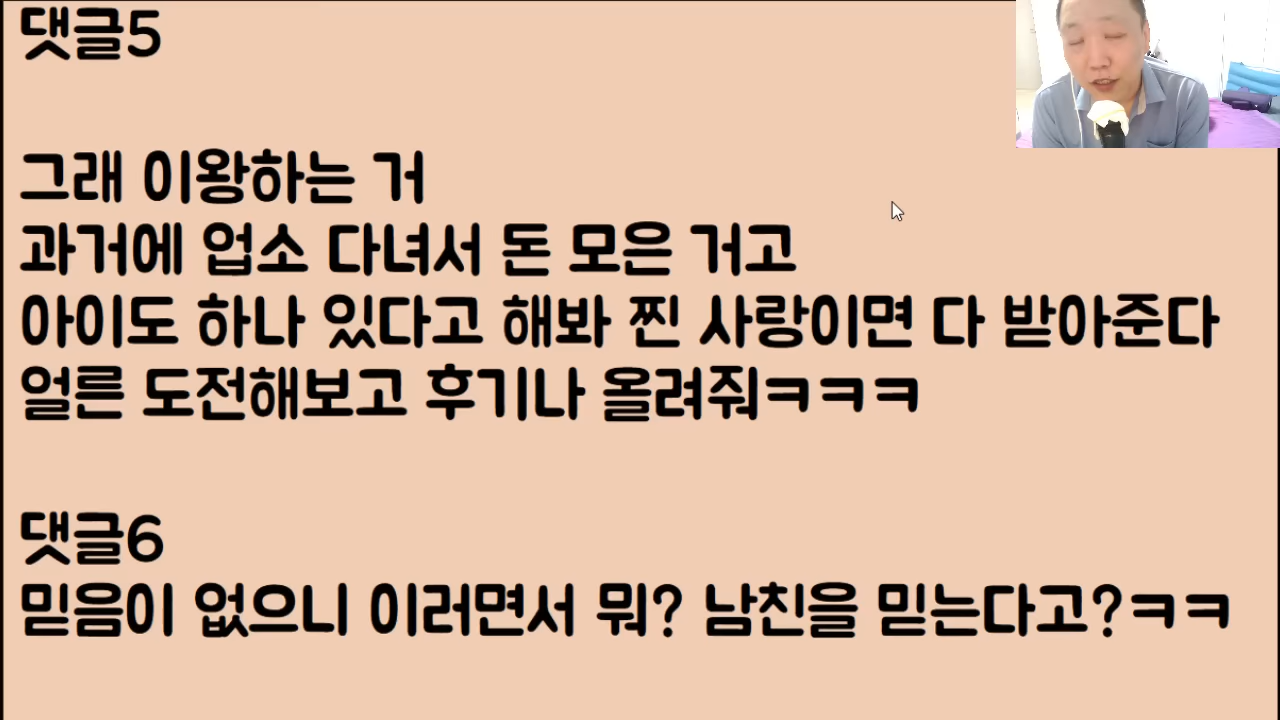 댓글5
그래 이왕하는 거
과거에 업소 다녀서 돈 모은 거고
아이도 하나 있다고 해봐 찐 사랑이면 다 받아준다
얼른 도전해보고 후기나 올려줘ㅋㅋㅋ
댓글6
믿음이 없으니 이러면서 뭐? 남친을 믿는다고?ㅋㅋ